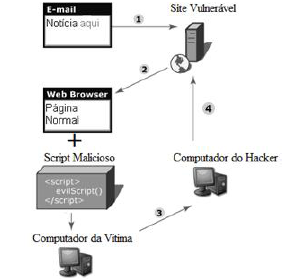 E-mail
Notícia aqui
1
Site Vulnerável
2
Web Browser
Página
Normal
+
4
Script Malicioso
Computador do Hacker
<script>
evilScript()
</script>
3
Computador da Vítima